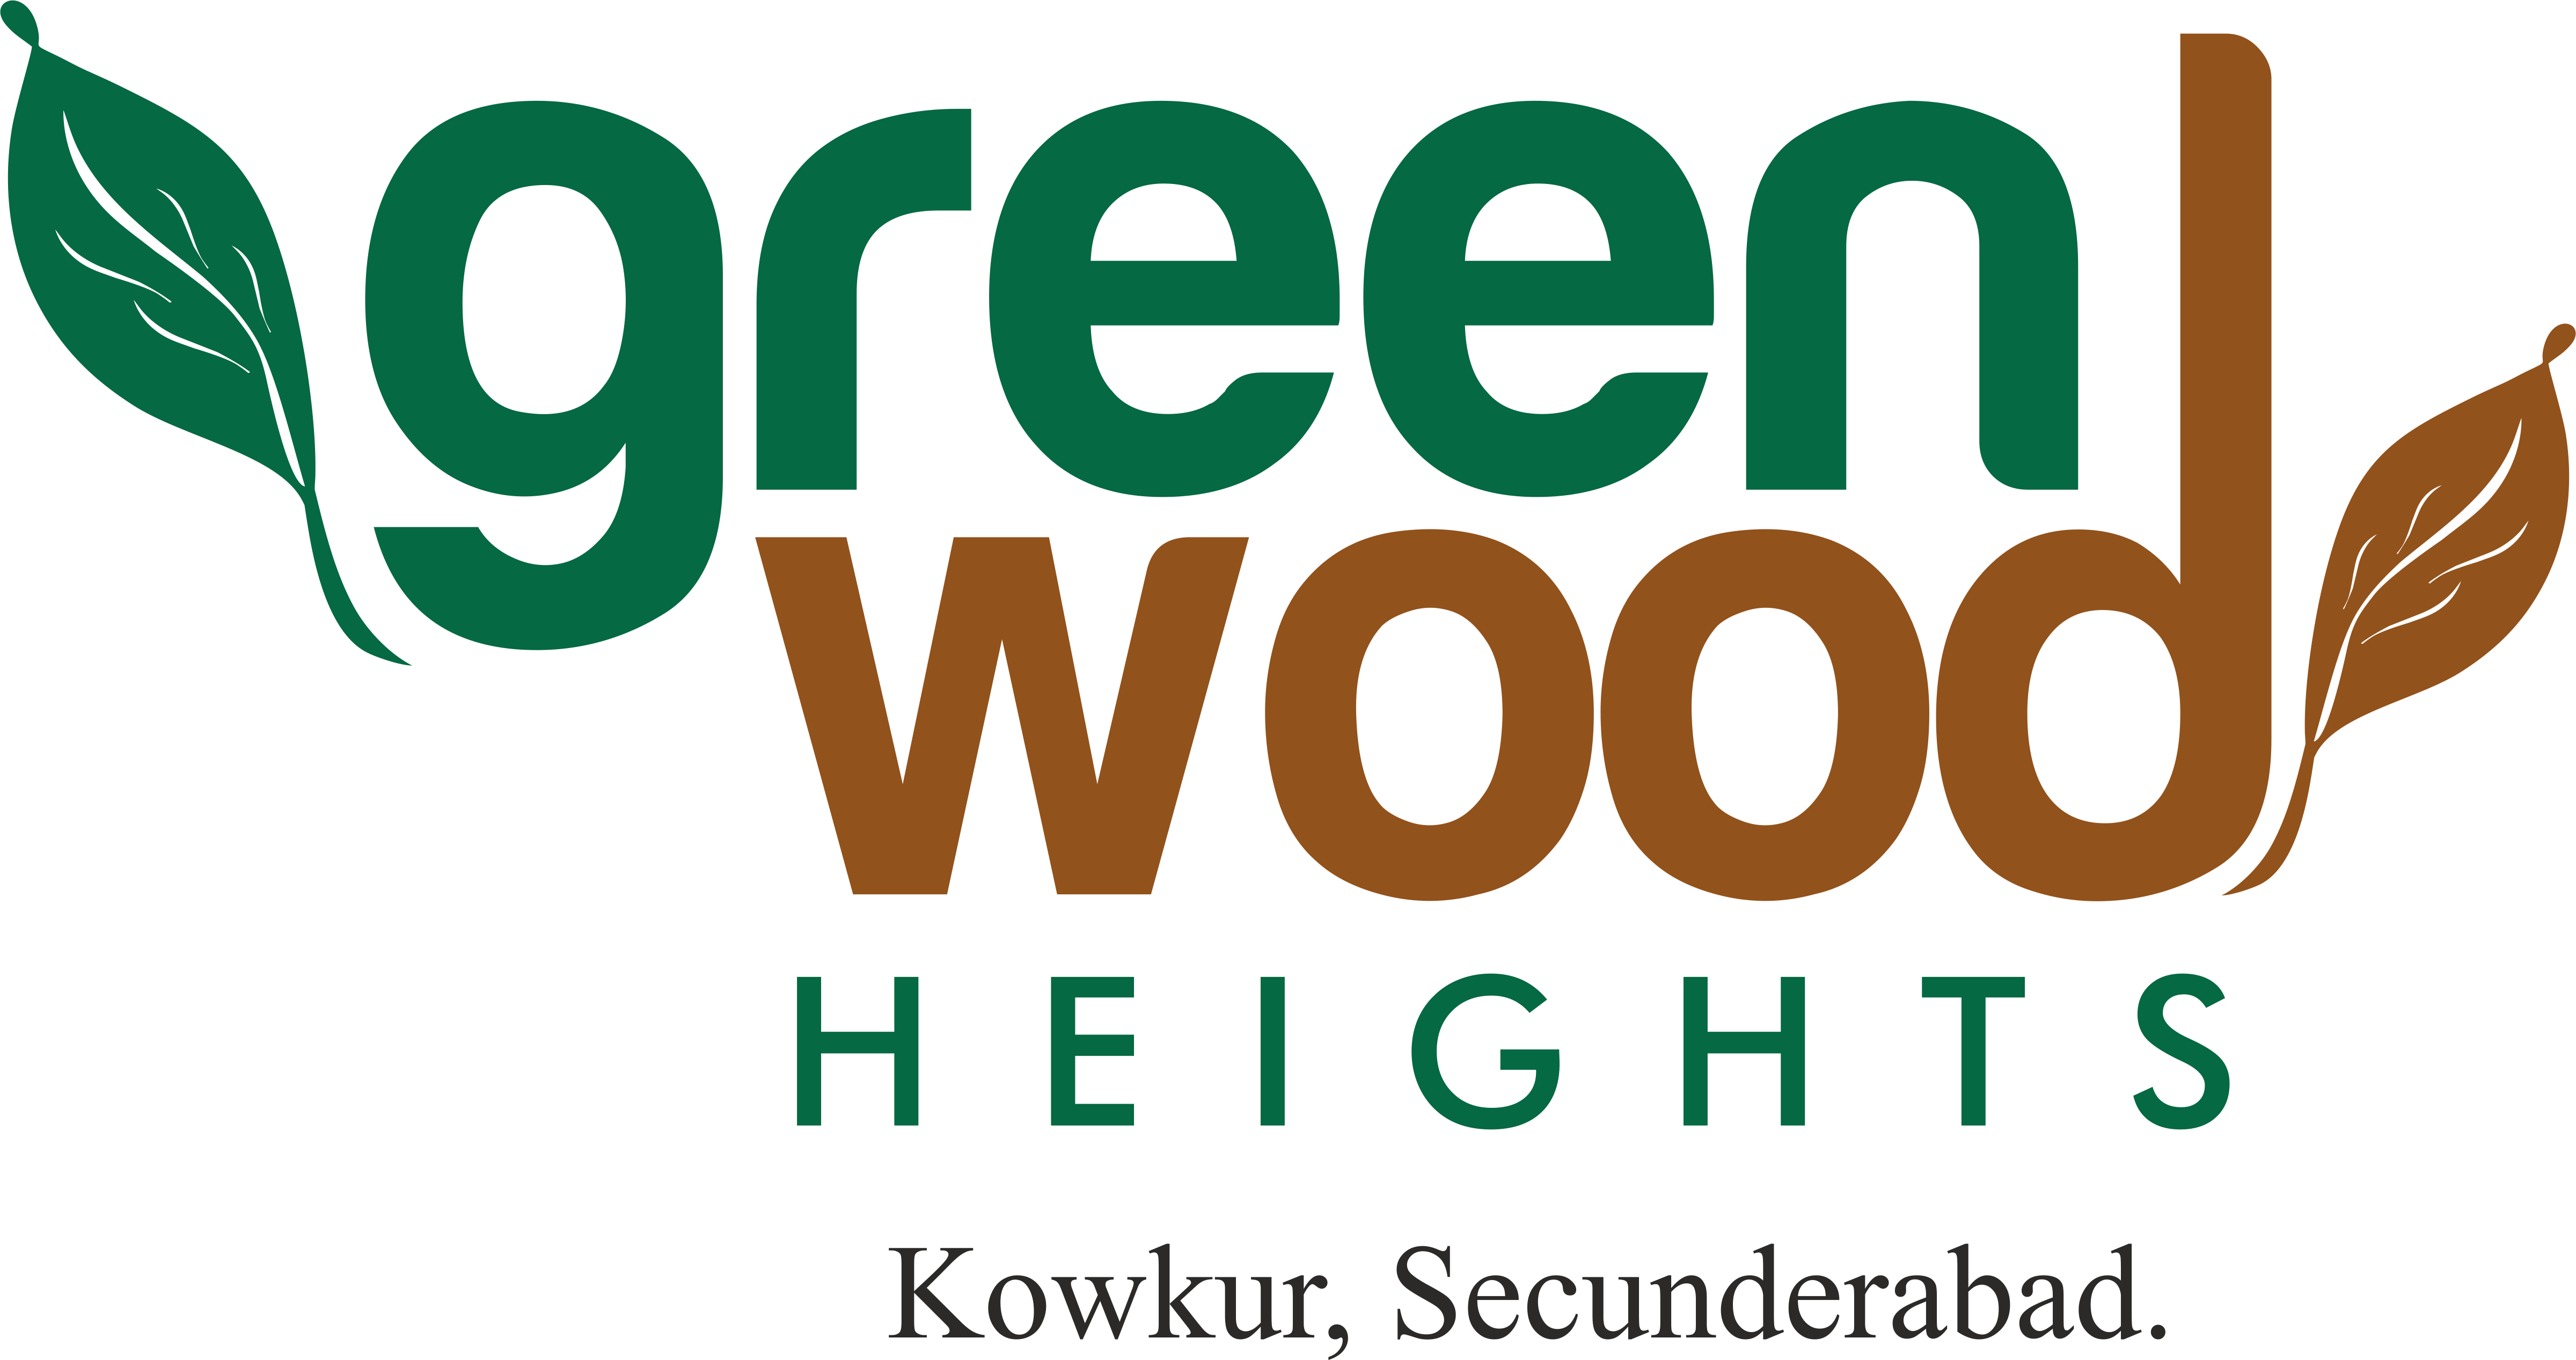 green
wood
HEIGHTS
Kowkur, Secunderabad.